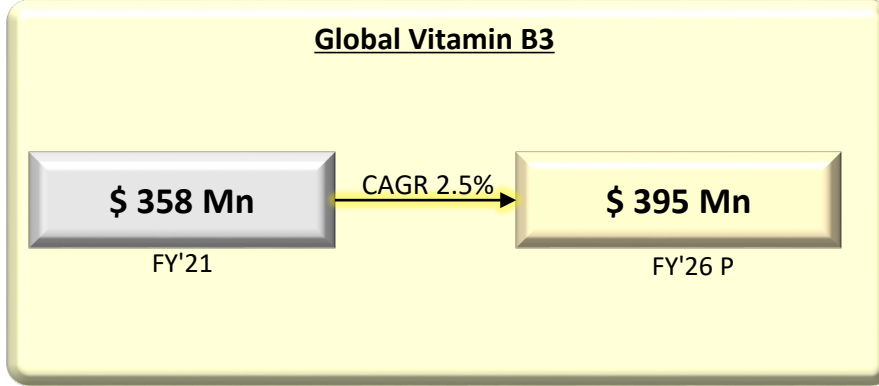 Global Vitamin B3
$ 358 Mn
CAGR 2.5%
$ 395 Mn
FY'21
FY'26 P